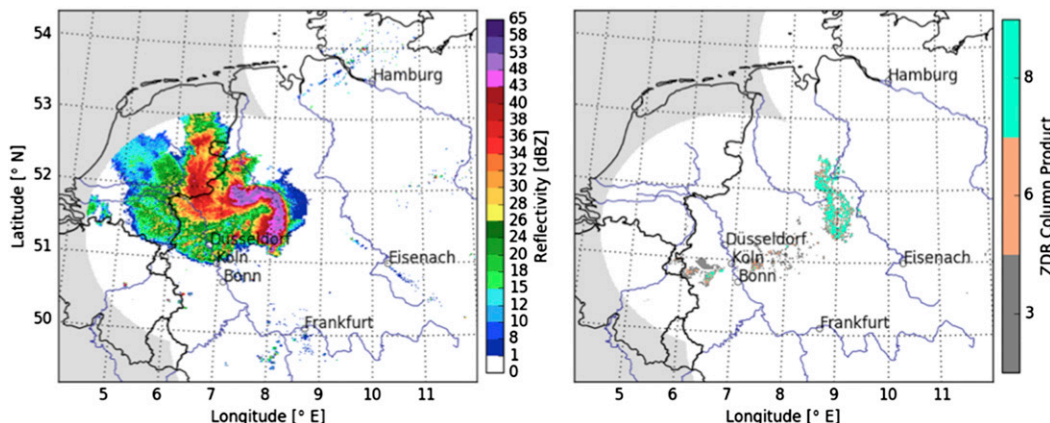 54
53
52
51
50
Latitude [° N]
Hamburg
Düsseldorf
Köln
Bonn
Eisenach
Frankfurt
5 6 7 8 9 10 11
Longitude [° E]
65
58
53
48
43
40
38
36
34
32
30
28
26
24
20
18
15
10
8
1
0
Reflectivity [dBZ]
Hamburg
Düsseldorf
Köln
Bonn
Eisenach
Frankfurt
5 6 7 8 9 10 11
Longitude [° E]
8
6
3
ZDR Column Product